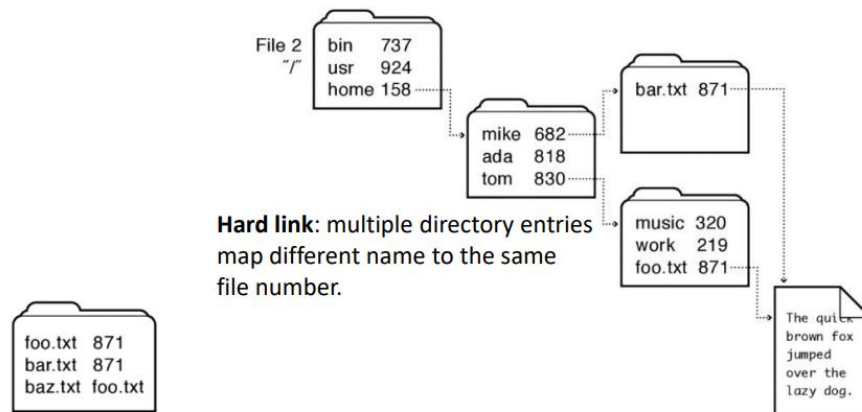 File 2
"/"
bin 737
usr 924
home 158
mike 682
ada 818
tom 830
bar.txt 871
music 320
work 219
foo.txt 871
Hard link: multiple directory entries
map different name to the same
file number.
foo.txt 871
bar.txt 871
baz.txt foo.txt
The quick
brown fox
jumped
over the
lazy dog.